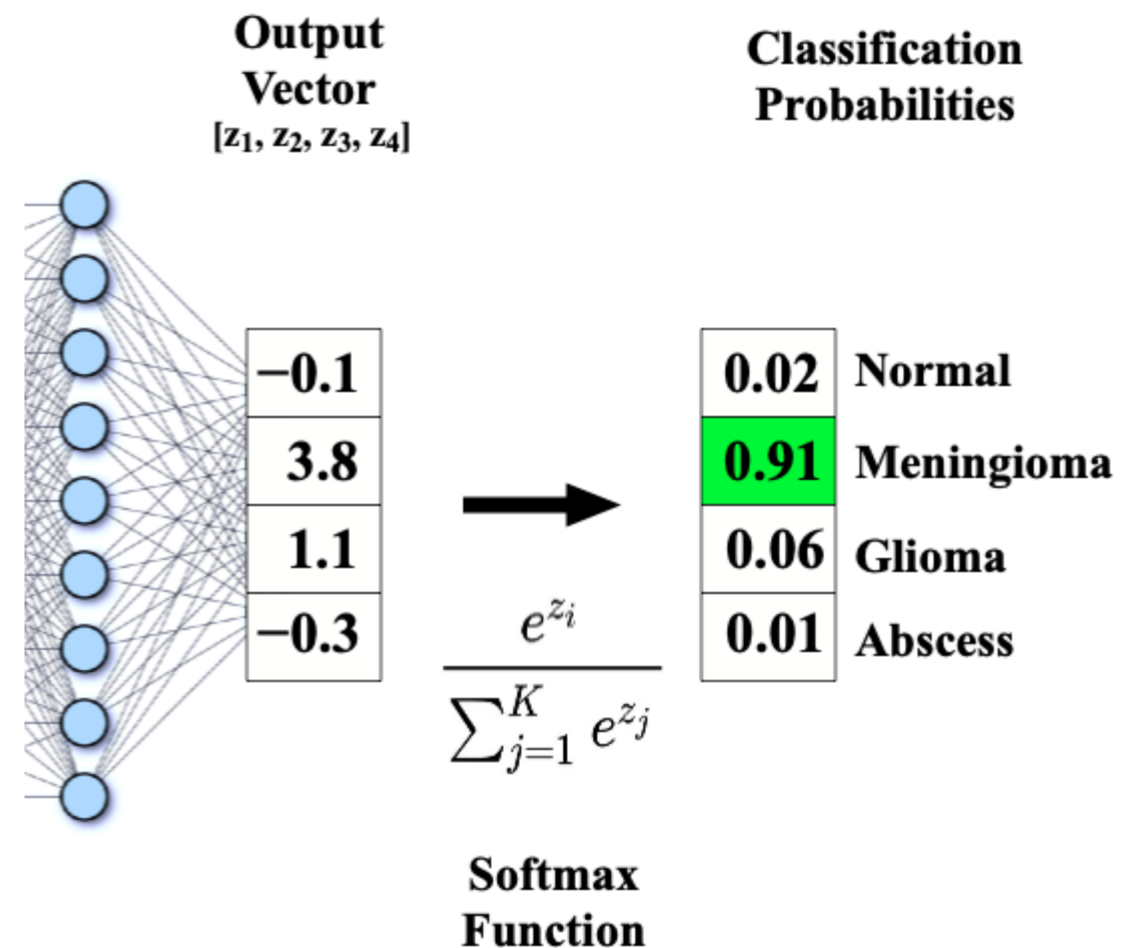 Output
Vector
[z₁, z₂, z₃, z₄]
Classification
Probabilities
−0.1
3.8
1.1
−0.3
e^{z_i}
∑_{j=1}^{K} e^{z_j}
0.02 Normal
0.91 Meningioma
0.06 Glioma
0.01 Abscess
Softmax
Function